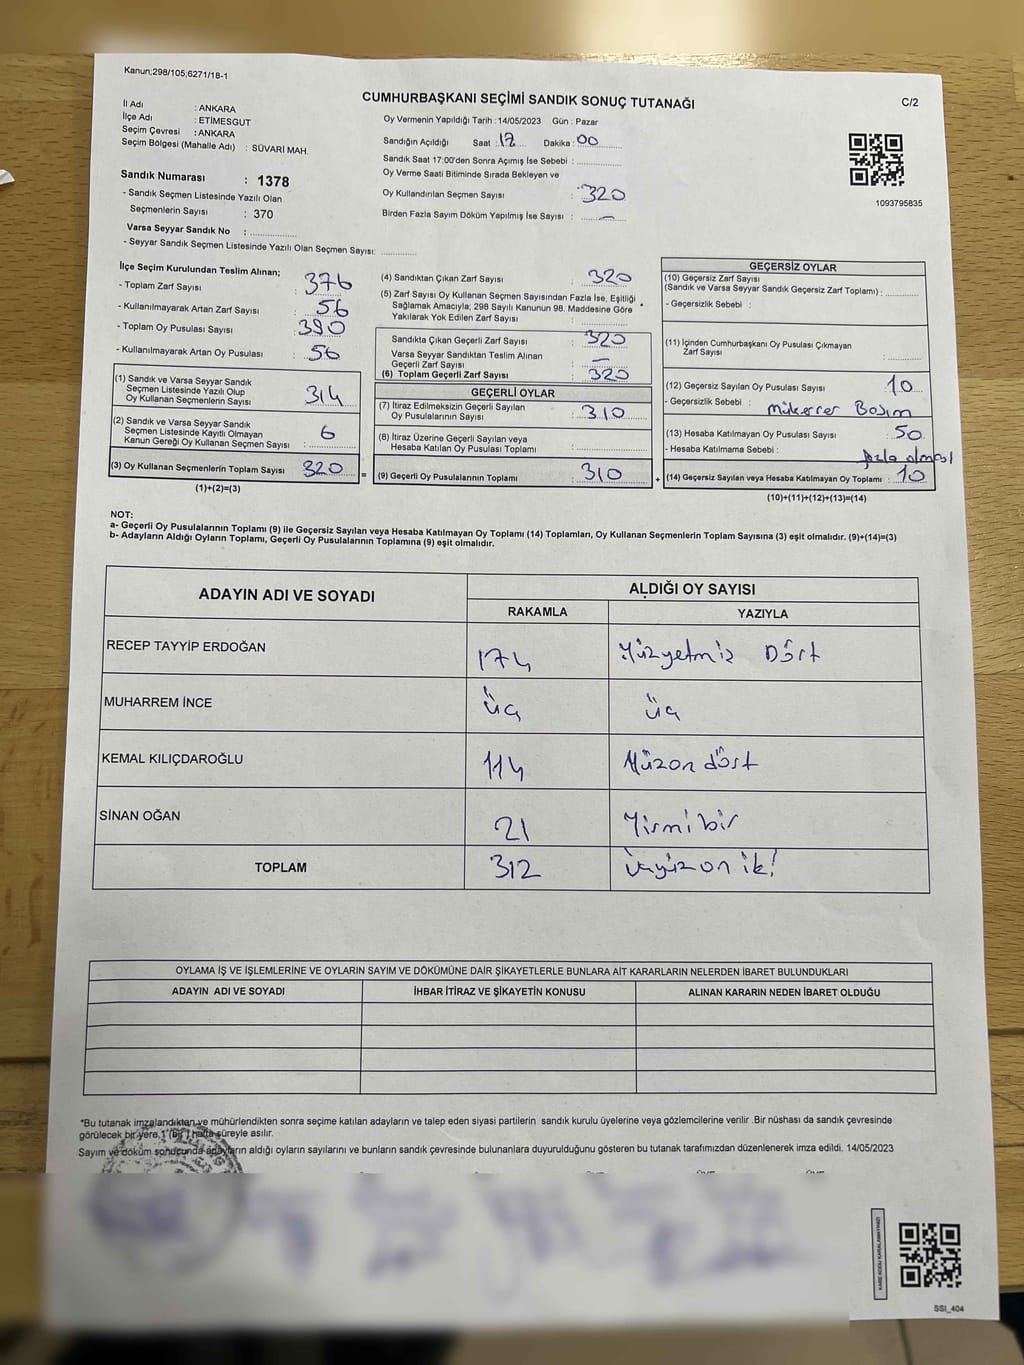 Kanun;298/105;6271/18-1
CUMHURBAŞKANI SEÇİMİ SANDIK SONUÇ TUTANAĞI
C/2
İl Adı : ANKARA
İlçe Adı : ETİMESGUT
Seçim Çevresi : ANKARA
Seçim Bölgesi (Mahalle Adı) : SÜVARİ MAH.
Sandık Numarası : 1378
- Sandık Seçmen Listesinde Yazılı Olan
Seçmenlerin Sayısı : 370
Varsa Seyyar Sandık No :
- Seyyar Sandık Seçmen Listesinde Yazılı Olan Seçmen Sayısı:
Oy Vermenin Yapıldığı Tarih : 14/05/2023 Gün : Pazar
Sandığın Açıldığı Saat : 17 Dakika : 00
Sandık Saat 17:00'den Sonra Açımış İse Sebebi :
Oy Verme Saati Bitiminde Sırada Bekleyen ve
Oy Kullandırılan Seçmen Sayısı : 320
Birden Fazla Sayım Döküm Yapılmış İse Sayısı : —
1093795835
İlçe Seçim Kurulundan Teslim Alınan;
- Toplam Zarf Sayısı : 376
- Kullanılmayarak Artan Zarf Sayısı : 56
- Toplam Oy Pusulası Sayısı : 390
- Kullanılmayarak Artan Oy Pusulası : 56
(1) Sandık ve Varsa Seyyar Sandık
Seçmen Listesinde Yazılı Olup
Oy Kullanan Seçmenlerin Sayısı : 314
(2) Sandık ve Varsa Seyyar Sandık
Seçmen Listesinde Kayıtlı Olmayan
Kanun Gereği Oy Kullanan Seçmen Sayısı : 6
(3) Oy Kullanan Seçmenlerin Toplam Sayısı : 320
(1)+(2)=(3)
(4) Sandıktan Çıkan Zarf Sayısı : 320
(5) Zarf Sayısı Oy Kullanan Seçmen Sayısından Fazla İse, Eşitliği
Sağlamak Amacıyla; 298 Sayılı Kanunun 98. Maddesine Göre
Yakılarak Yok Edilen Zarf Sayısı :
Sandıkta Çıkan Geçerli Zarf Sayısı : 320
Varsa Seyyar Sandıktan Teslim Alınan
Geçerli Zarf Sayısı : —
(6) Toplam Geçerli Zarf Sayısı : 320
GEÇERLİ OYLAR
(7) İtiraz Edilmeksizin Geçerli Sayılan
Oy Pusulalarının Sayısı : 310
(8) İtiraz Üzerine Geçerli Sayılan veya
Hesaba Katılan Oy Pusulası Toplamı :
= (9) Geçerli Oy Pusulalarının Toplamı : 310
GEÇERSİZ OYLAR
(10) Geçersiz Zarf Sayısı
(Sandık ve Varsa Seyyar Sandık Geçersiz Zarf Toplamı) :
- Geçersizlik Sebebi :
(11) İçinden Cumhurbaşkanı Oy Pusulası Çıkmayan
Zarf Sayısı :
(12) Geçersiz Sayılan Oy Pusulası Sayısı : 10
- Geçersizlik Sebebi : Mükerrer Basım
(13) Hesaba Katılmayan Oy Pusulası Sayısı : 50
- Hesaba Katılmama Sebebi : fazla olması
+ (14) Geçersiz Sayılan veya Hesaba Katılmayan Oy Toplamı : 10
(10)+(11)+(12)+(13)=(14)
NOT:
a- Geçerli Oy Pusulalarının Toplamı (9) ile Geçersiz Sayılan veya Hesaba Katılmayan Oy Toplamı (14) Toplamları, Oy Kullanan Seçmenlerin Toplam Sayısına (3) eşit olmalıdır. (9)+(14)=(3)
b- Adayların Aldığı Oyların Toplamı, Geçerli Oy Pusulalarının Toplamına (9) eşit olmalıdır.
ADAYIN ADI VE SOYADI ALDIĞI OY SAYISI
RAKAMLA YAZIYLA
RECEP TAYYİP ERDOĞAN 174 Yüzyetmiş Dört
MUHARREM İNCE üç üç
KEMAL KILIÇDAROĞLU 114 Yüzon dört
SİNAN OĞAN 21 Yirmibir
TOPLAM 312 üçyüzon iki
OYLAMA İŞ VE İŞLEMLERİNE VE OYLARIN SAYIM VE DÖKÜMÜNE DAİR ŞİKAYETLERLE BUNLARA AİT KARARLARIN NELERDEN İBARET BULUNDUKLARI
ADAYIN ADI VE SOYADI İHBAR İTİRAZ VE ŞİKAYETİN KONUSU ALINAN KARARIN NEDEN İBARET OLDUĞU
*Bu tutanak imzalandıktan ve mühürlendikten sonra seçime katılan adayların ve talep eden siyasi partilerin sandık kurulu üyelerine veya gözlemcilerine verilir. Bir nüshası da sandık çevresinde
görülecek bir yere 1 (bir) hafta süreyle asılır.
Sayım ve döküm sonucunda adayların aldığı oyların sayılarını ve bunların sandık çevresinde bulunanlara duyurulduğunu gösteren bu tutanak tarafımızdan düzenlenerek imza edildi. 14/05/2023
KARE KODU KARALAMAYINIZ!
SSI_404